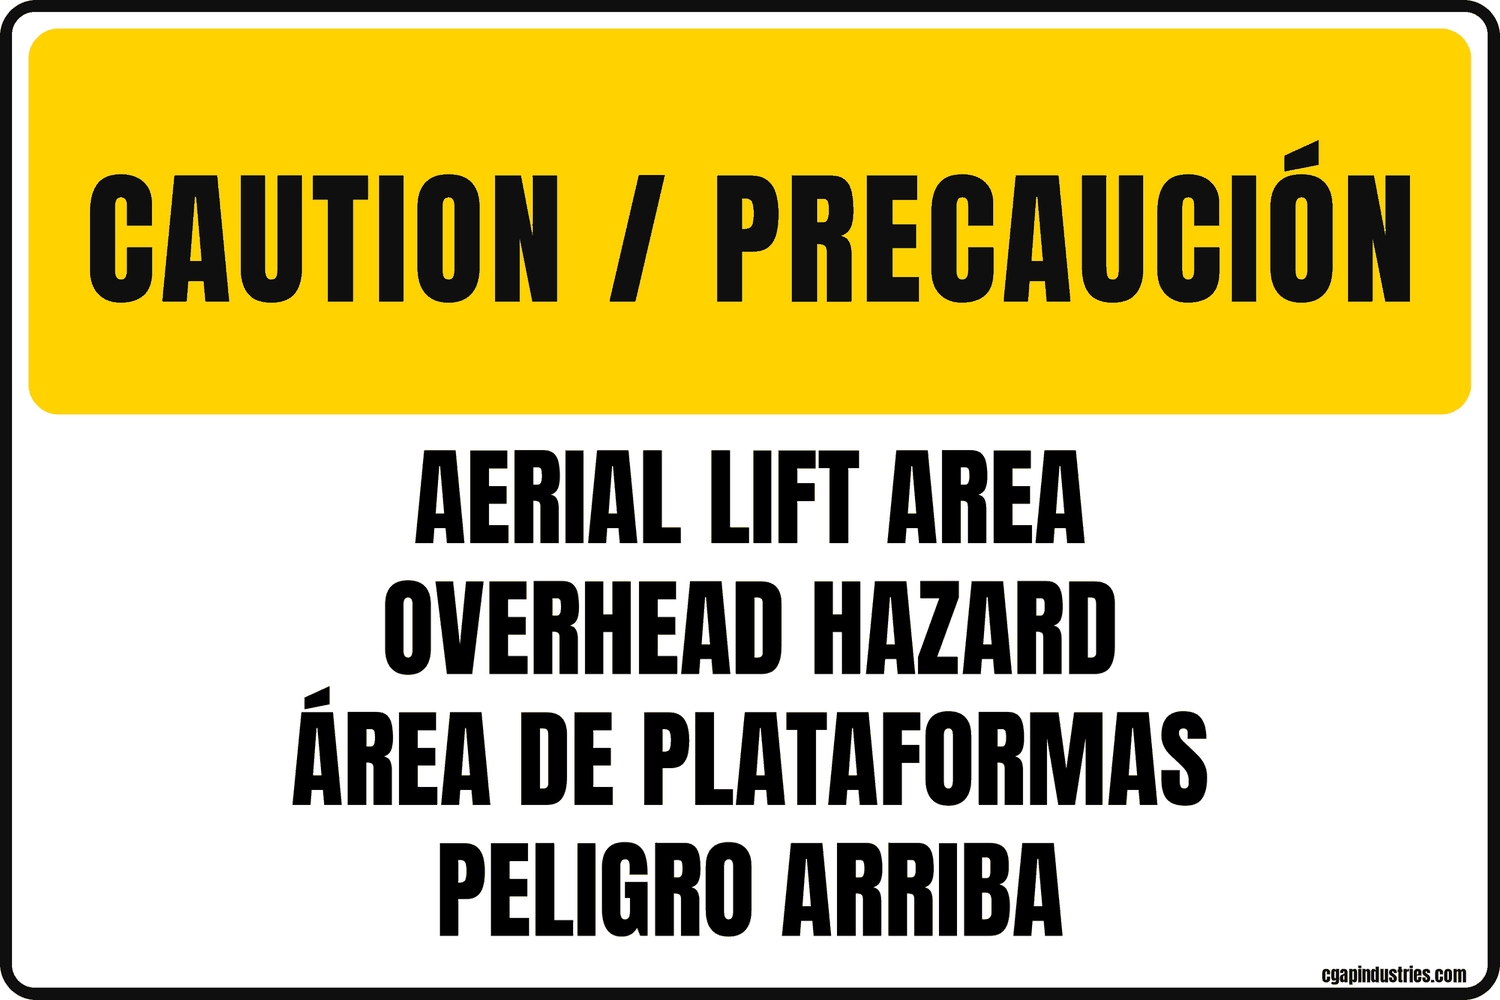 CAUTION / PRECAUCIÓN
AERIAL LIFT AREA
OVERHEAD HAZARD
ÁREA DE PLATAFORMAS
PELIGRO ARRIBA
cgapindustries.com